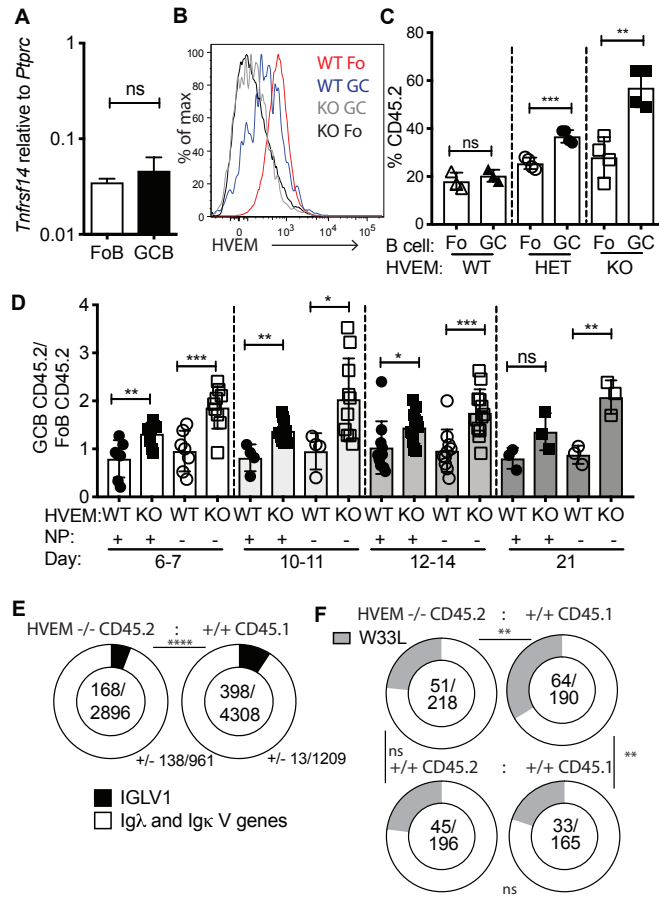 A
Tnfrsf14 relative to Ptprc
1
0.1
0.01
ns
FoB GCB
B
% of max
100
80
60
40
20
0
WT Fo
WT GC
KO GC
KO Fo
0 10³ 10⁴ 10⁵
HVEM
C
% CD45.2
80
60
40
20
0
ns
***
**
B cell: Fo GC Fo GC Fo GC
HVEM: WT HET KO
D
GCB CD45.2/
FoB CD45.2
4
3
2
1
0
** *** ** * * *** ns **
HVEM: WT KO WT KO WT KO WT KO WT KO WT KO WT KO WT KO
NP: + + - - + + - - + + - - + + - -
Day: 6-7 10-11 12-14 21
E
HVEM -/- CD45.2 : +/+ CD45.1
****
168/
2896
398/
4308
+/- 138/961
+/- 13/1209
IGLV1
Igλ and Igκ V genes
F
HVEM -/- CD45.2 : +/+ CD45.1
W33L
**
51/
218
64/
190
ns
+/+ CD45.2 : +/+ CD45.1
**
45/
196
33/
165
ns